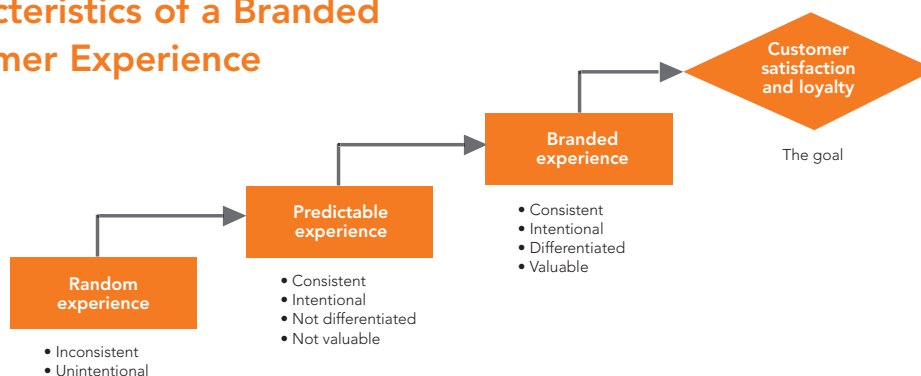 cteristics of a Branded
mer Experience
Customer
satisfaction
and loyalty
The goal
Branded
experience
• Consistent
• Intentional
• Differentiated
• Valuable
Predictable
experience
• Consistent
• Intentional
• Not differentiated
• Not valuable
Random
experience
• Inconsistent
• Unintentional